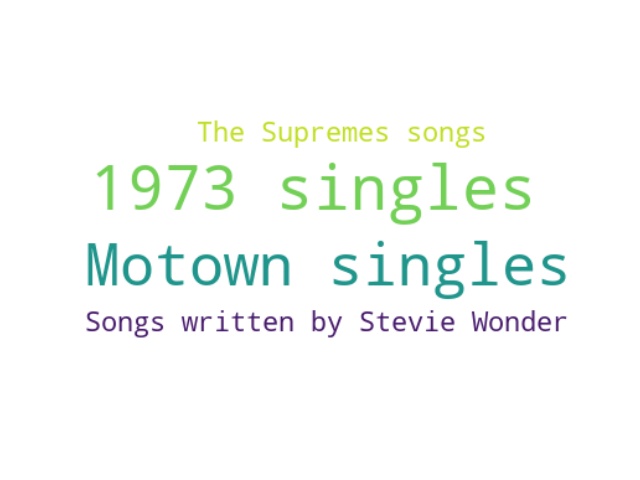 The Supremes songs
1973 singles
Motown singles
Songs written by Stevie Wonder